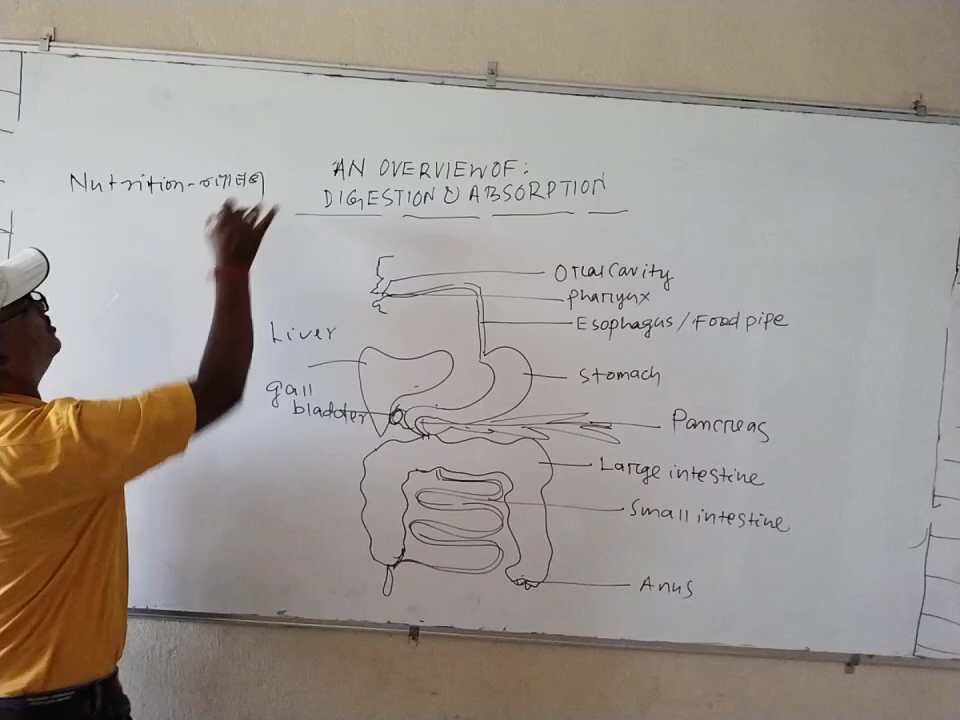 AN OVERVIEW OF:
DIGESTION & ABSORPTION
Nutrition - ପୋଷଣ
Oral Cavity
Pharynx
Esophagus / Food pipe
Liver
Stomach
gall
bladder
Pancreas
Large intestine
Small intestine
Anus